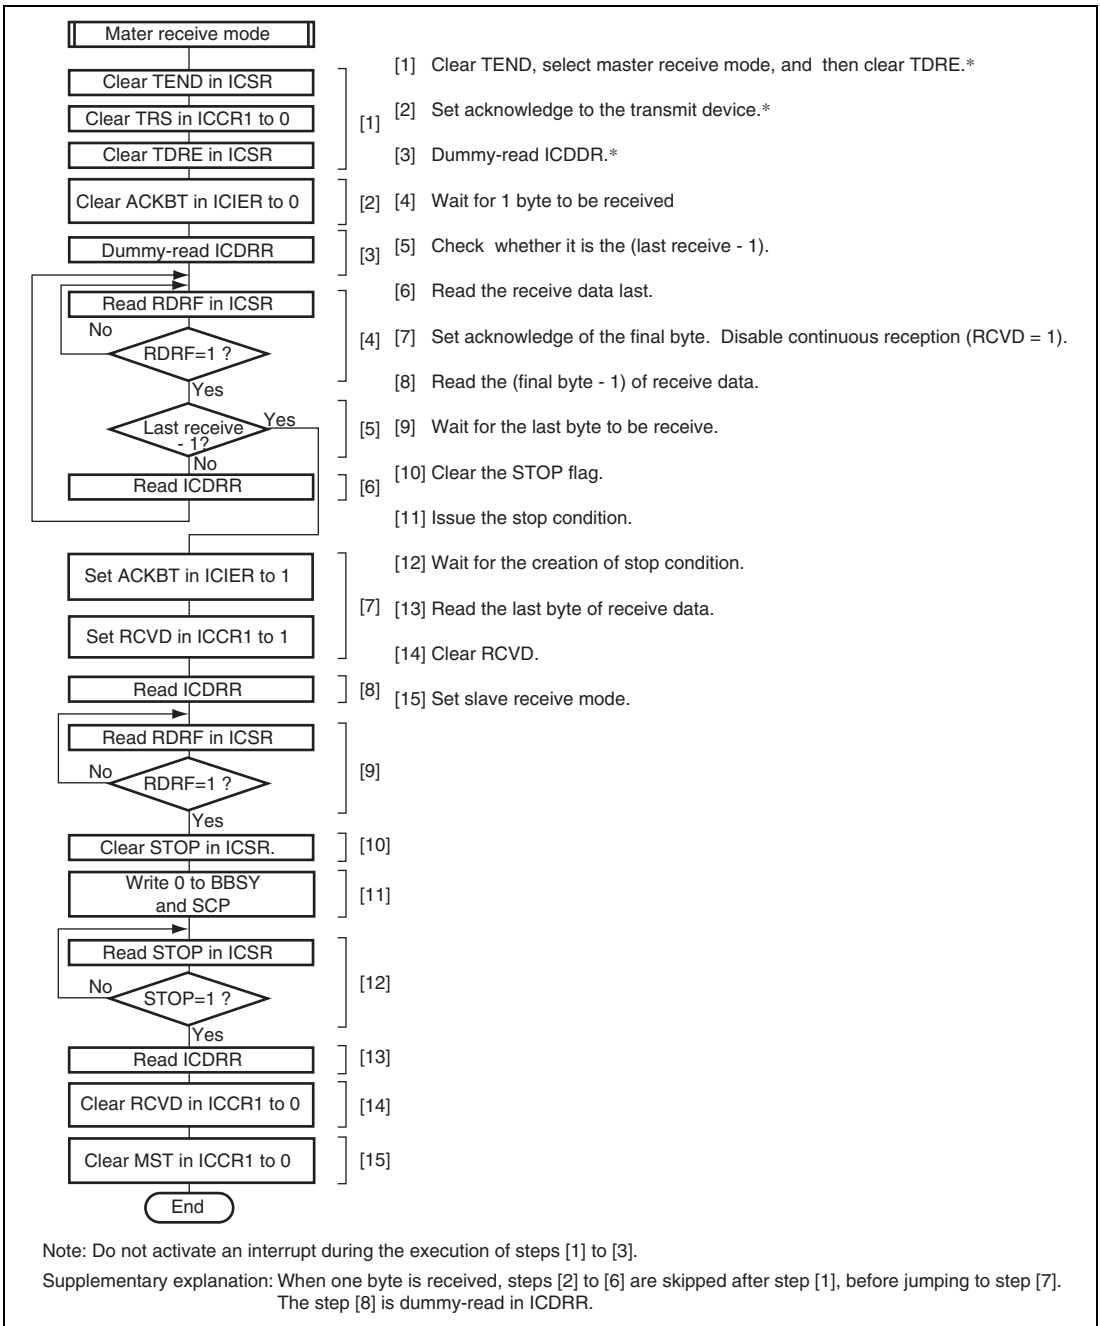 Mater receive mode
Clear TEND in ICSR
Clear TRS in ICCR1 to 0
Clear TDRE in ICSR
[1]
Clear ACKBT in ICIER to 0
[2]
Dummy-read ICDRR
[3]
Read RDRF in ICSR
No
RDRF=1 ?
[4]
Yes
Last receive
- 1?
Yes
[5]
No
Read ICDRR
[6]
Set ACKBT in ICIER to 1
[7]
Set RCVD in ICCR1 to 1
Read ICDRR
[8]
Read RDRF in ICSR
No
RDRF=1 ?
[9]
Yes
Clear STOP in ICSR.
[10]
Write 0 to BBSY
and SCP
[11]
Read STOP in ICSR
No
STOP=1 ?
[12]
Yes
Read ICDRR
[13]
Clear RCVD in ICCR1 to 0
[14]
Clear MST in ICCR1 to 0
[15]
End
[1] Clear TEND, select master receive mode, and then clear TDRE.*
[2] Set acknowledge to the transmit device.*
[3] Dummy-read ICDDR.*
[4] Wait for 1 byte to be received
[5] Check whether it is the (last receive - 1).
[6] Read the receive data last.
[7] Set acknowledge of the final byte. Disable continuous reception (RCVD = 1).
[8] Read the (final byte - 1) of receive data.
[9] Wait for the last byte to be receive.
[10] Clear the STOP flag.
[11] Issue the stop condition.
[12] Wait for the creation of stop condition.
[13] Read the last byte of receive data.
[14] Clear RCVD.
[15] Set slave receive mode.
Note: Do not activate an interrupt during the execution of steps [1] to [3].
Supplementary explanation: When one byte is received, steps [2] to [6] are skipped after step [1], before jumping to step [7].
The step [8] is dummy-read in ICDRR.